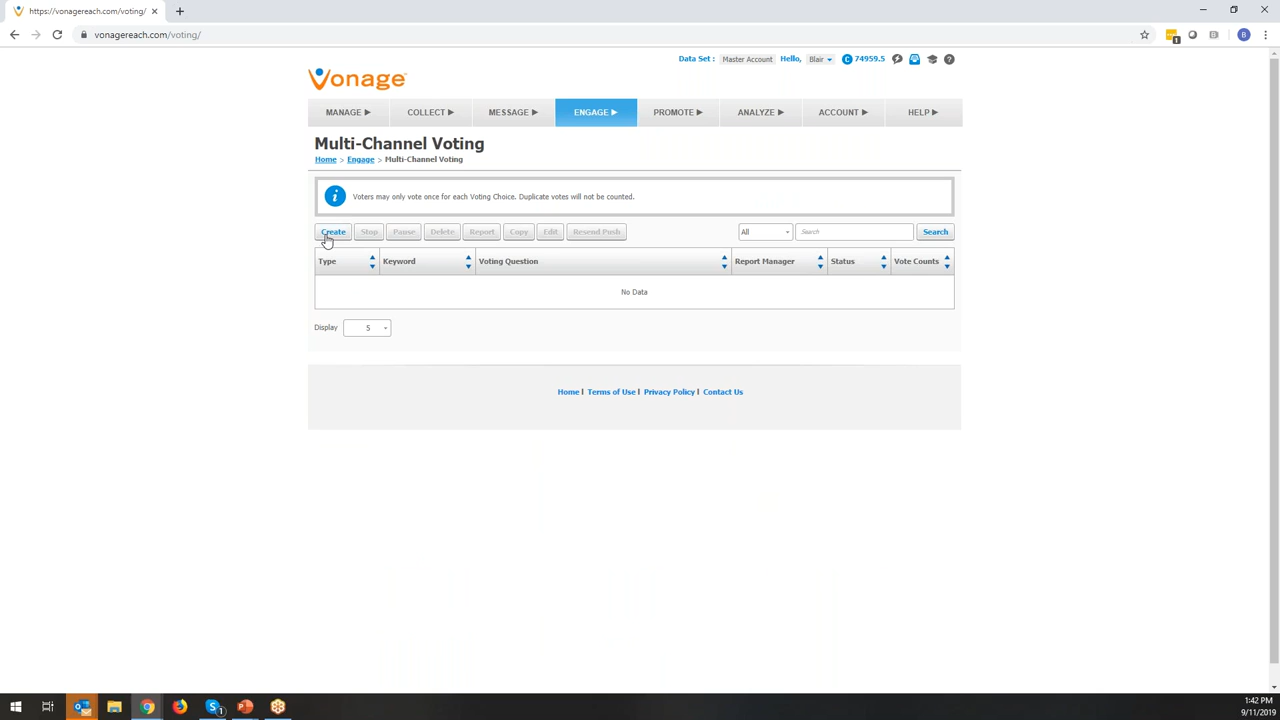 https://vonagereach.com/voting/
vonagereach.com/voting/
1
B
Data Set : Master Account Hello, Blair C 74959.5
Vonage
MANAGE COLLECT MESSAGE ENGAGE PROMOTE ANALYZE ACCOUNT HELP
Multi-Channel Voting
Home > Engage > Multi-Channel Voting
i Voters may only vote once for each Voting Choice. Duplicate votes will not be counted.
Create Stop Pause Delete Report Copy Edit Resend Push All Search Search
Type Keyword Voting Question Report Manager Status Vote Counts
No Data
Display 5
Home | Terms of Use | Privacy Policy | Contact Us
1:42 PM
9/11/2019